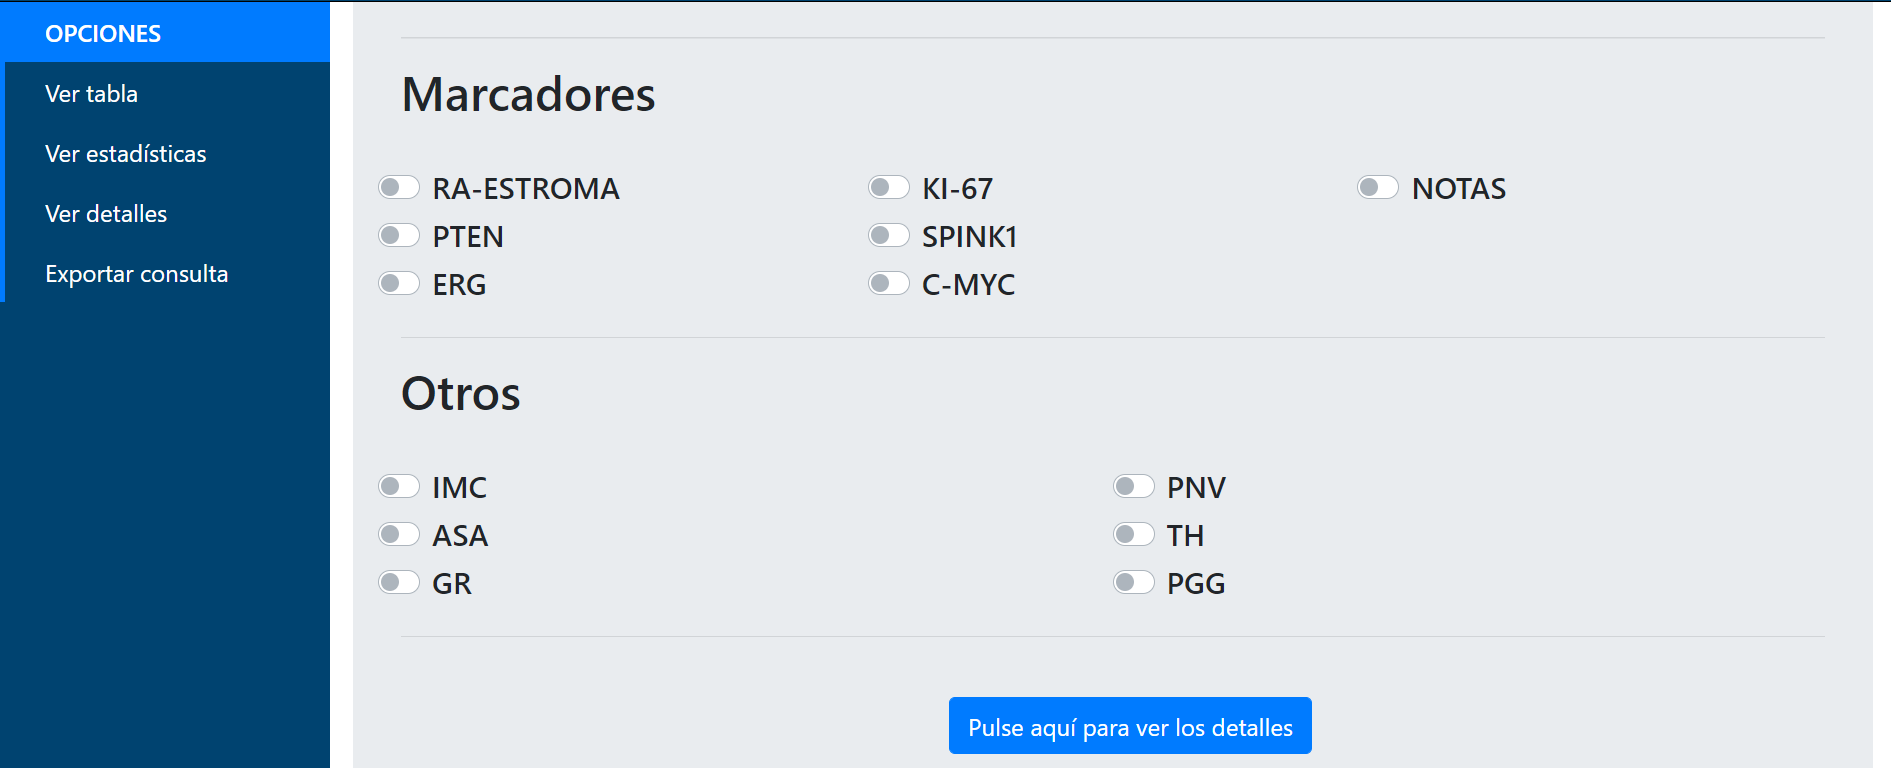 OPCIONES
Ver tabla
Ver estadísticas
Ver detalles
Exportar consulta
Marcadores
RA-ESTROMA
PTEN
ERG
KI-67
SPINK1
C-MYC
NOTAS
Otros
IMC
ASA
GR
PNV
TH
PGG
Pulse aquí para ver los detalles